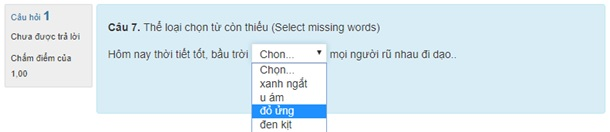 Câu hỏi 1
Chưa được trả lời
Chấm điểm của
1,00
Câu 7. Thể loại chọn từ còn thiếu (Select missing words)
Hôm nay thời tiết tốt, bầu trời Chọn... mọi người rũ nhau đi dạo..
Chọn...
xanh ngắt
u ám
đỏ ửng
đen kịt